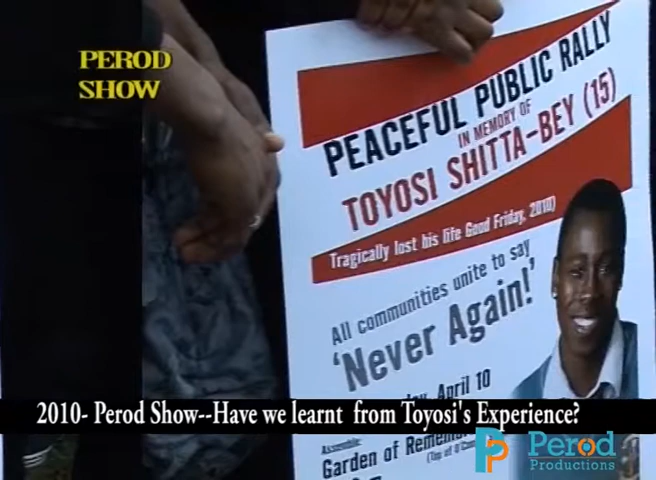 PEROD
SHOW
PEACEFUL PUBLIC RALLY
IN MEMORY OF
TOYOSI SHITTA-BEY (15)
Tragically lost his life Good Friday, 2010)
All communities unite to say
'Never Again!'
April 10
2010- Perod Show--Have we learnt from Toyosi's Experience?
Assemble:
Garden of
(Top of
Perod
Productions